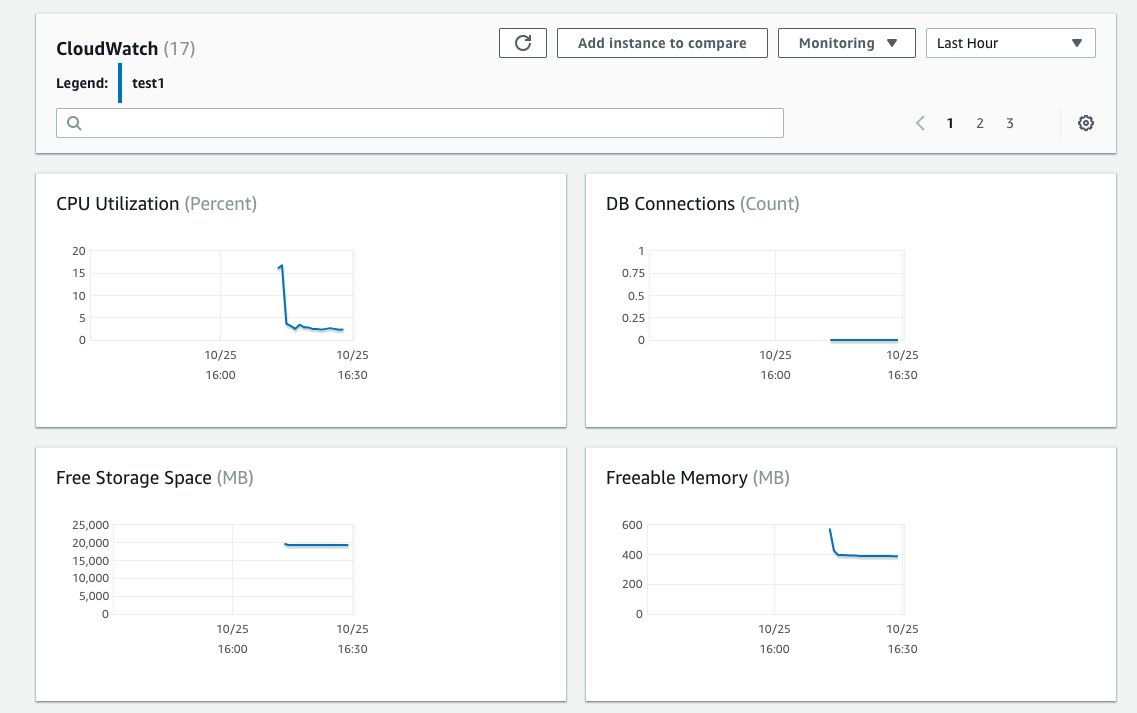 CloudWatch (17)
Add instance to compare
Monitoring
Last Hour
Legend:
test1
1 2 3
CPU Utilization (Percent)
20
15
10
5
0
10/25 10/25
16:00 16:30
DB Connections (Count)
1
0.75
0.5
0.25
0
10/25 10/25
16:00 16:30
Free Storage Space (MB)
25,000
20,000
15,000
10,000
5,000
0
10/25 10/25
16:00 16:30
Freeable Memory (MB)
600
400
200
0
10/25 10/25
16:00 16:30